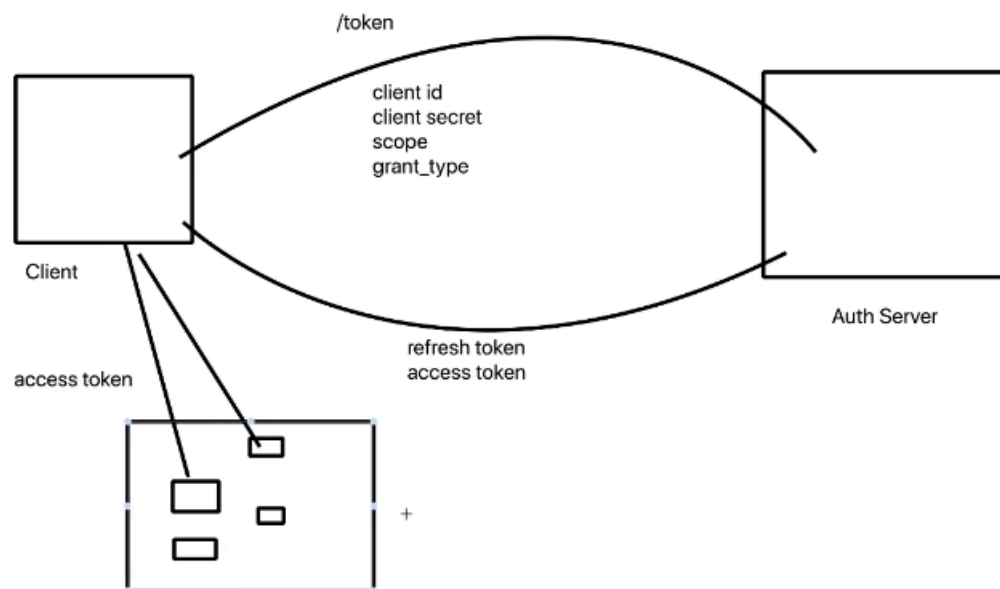 /token
client id
client secret
scope
grant_type
Client
Auth Server
refresh token
access token
access token